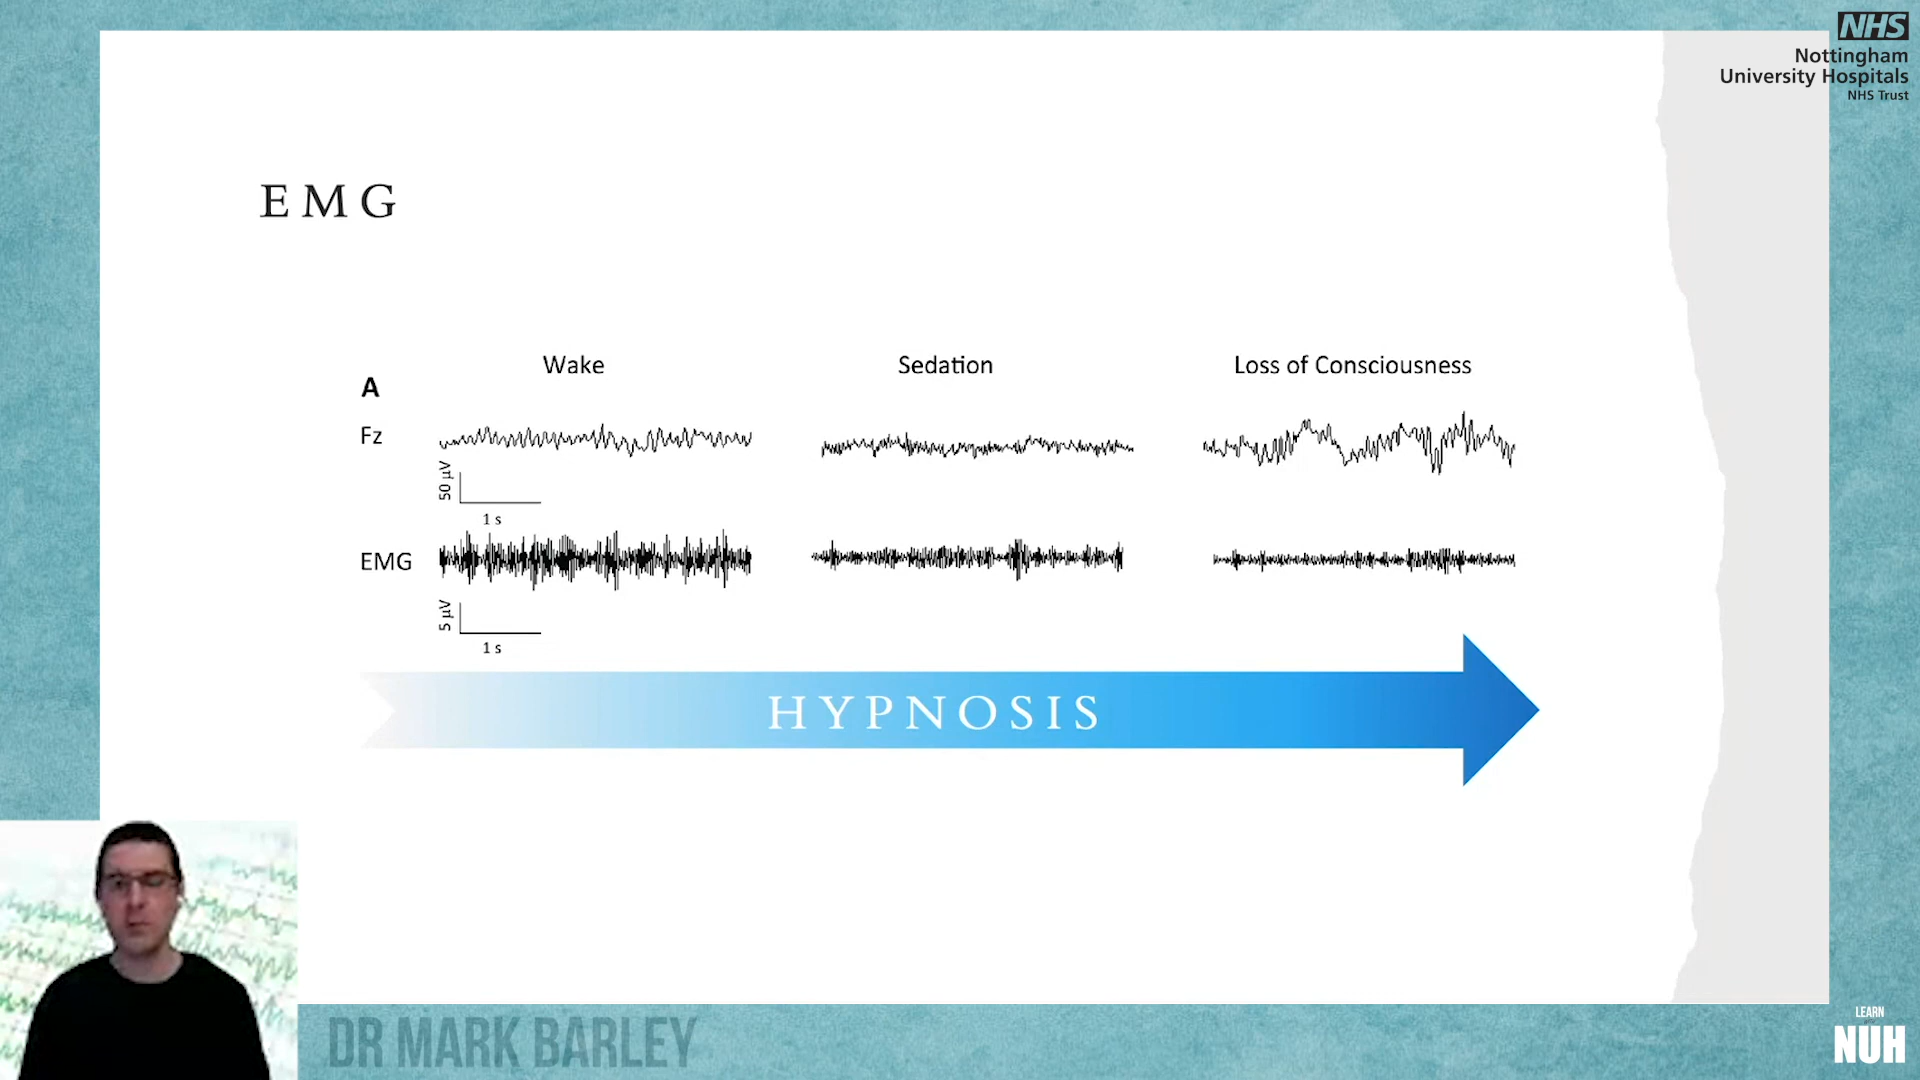 NHS
Nottingham
University Hospitals
NHS Trust
EMG
Wake
Sedation
Loss of Consciousness
A
Fz
50 µV
1 s
EMG
5 µV
1 s
HYPNOSIS
DR MARK BARLEY
LEARN
NUH